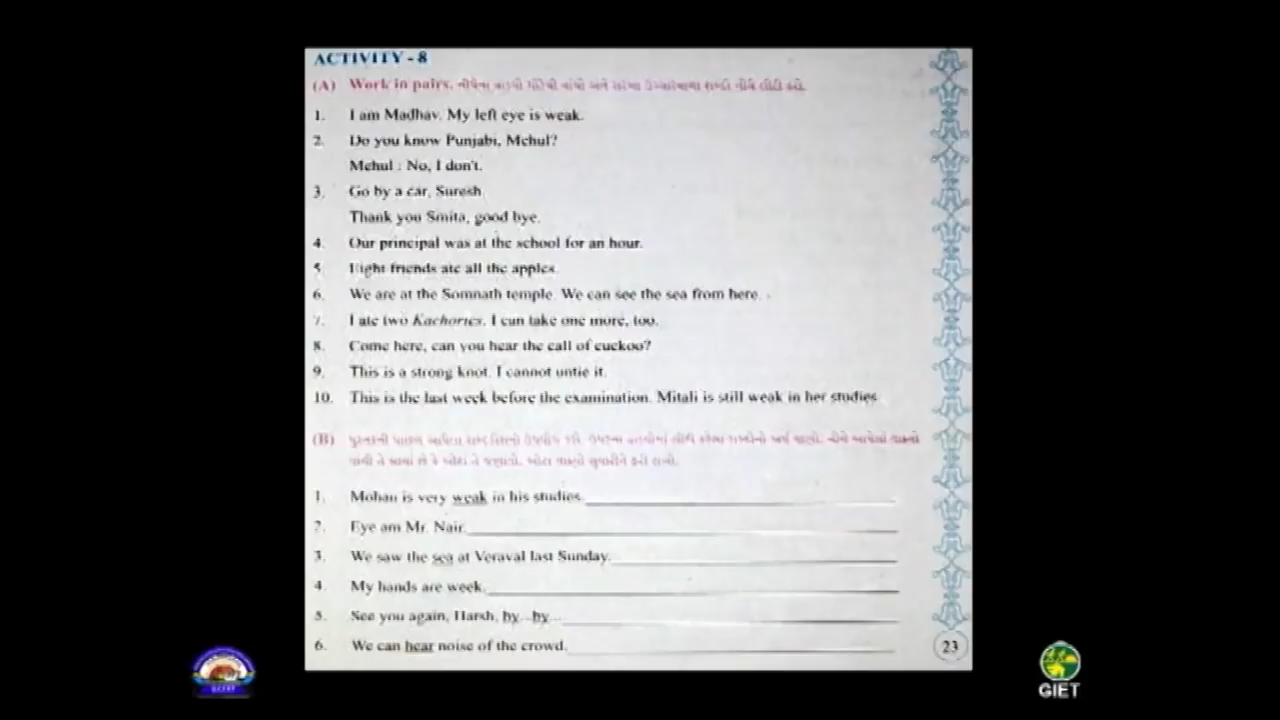 ACTIVITY - 8
(A) Work in pairs. નીચેના વાક્યો મોટેથી વાંચો અને સરખા ઉચ્ચારવાળા શબ્દો નીચે લીટી કરો.
1. I am Madhav. My left eye is weak.
2. Do you know Punjabi, Mehul?
Mehul : No, I don't.
3. Go by a car, Suresh.
Thank you Smita, good bye.
4. Our principal was at the school for an hour.
5. Eight friends ate all the apples.
6. We are at the Somnath temple. We can see the sea from here.
7. I ate two Kachories. I can take one more, too.
8. Come here, can you hear the call of cuckoo?
9. This is a strong knot. I cannot untie it.
10. This is the last week before the examination. Mitali is still weak in her studies.
(B)
1. Mohan is very weak in his studies.
2. Eye am Mr. Nair.
3. We saw the sea at Veraval last Sunday.
4. My hands are week.
5. See you again, Harsh, by...by...
6. We can hear noise of the crowd.
23
GIET